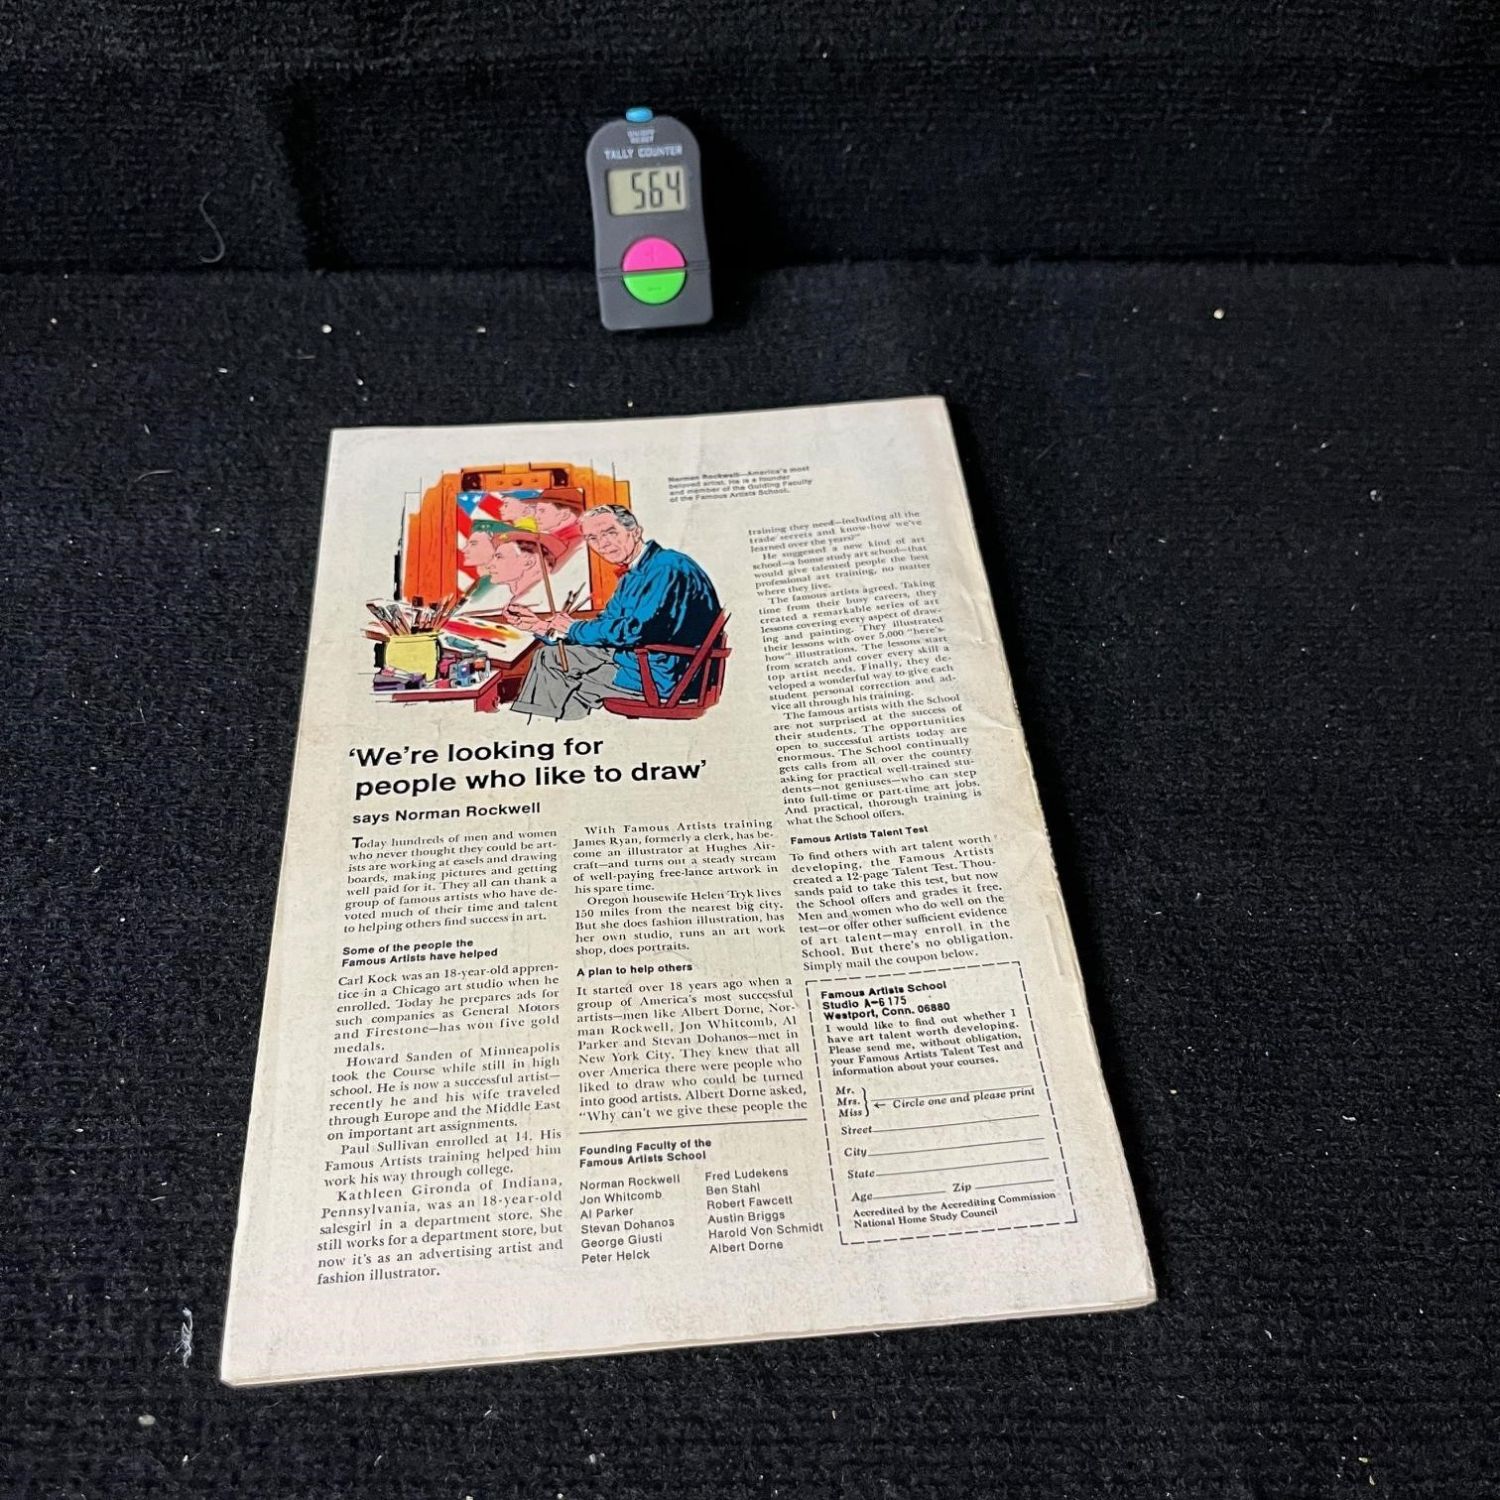 ON/OFF
RESET
TALLY COUNTER
564
Norman Rockwell—America's most
beloved artist. He is a founder
and member of the Guiding Faculty
of the Famous Artists School.
'We're looking for
people who like to draw'
says Norman Rockwell
Today hundreds of men and women
who never thought they could be art-
ists are working at easels and drawing
boards, making pictures and getting
well paid for it. They all can thank a
group of famous artists who have de-
voted much of their time and talent
to helping others find success in art.
Some of the people the
Famous Artists have helped
Carl Kock was an 18-year-old appren-
tice in a Chicago art studio when he
enrolled. Today he prepares ads for
such companies as General Motors
and Firestone—has won five gold
medals.
Howard Sanden of Minneapolis
took the Course while still in high
school. He is now a successful artist—
recently he and his wife traveled
through Europe and the Middle East
on important art assignments.
Paul Sullivan enrolled at 14. His
Famous Artists training helped him
work his way through college.
Kathleen Gironda of Indiana,
Pennsylvania, was an 18-year-old
salesgirl in a department store. She
still works for a department store, but
now it's as an advertising artist and
fashion illustrator.
With Famous Artists training
James Ryan, formerly a clerk, has be-
come an illustrator at Hughes Air-
craft—and turns out a steady stream
of well-paying free-lance artwork in
his spare time.
Oregon housewife Helen Tryk lives
150 miles from the nearest big city.
But she does fashion illustration, has
her own studio, runs an art work
shop, does portraits.
A plan to help others
It started over 18 years ago when a
group of America's most successful
artists—men like Albert Dorne, Nor-
man Rockwell, Jon Whitcomb, Al
Parker and Stevan Dohanos—met in
New York City. They knew that all
over America there were people who
liked to draw who could be turned
into good artists. Albert Dorne asked,
"Why can't we give these people the
training they need—including all the
trade secrets and know-how we've
learned over the years?"
He suggested a new kind of art
school—a home study art school—that
would give talented people the best
professional art training, no matter
where they live.
The famous artists agreed. Taking
time from their busy careers, they
created a remarkable series of art
lessons covering every aspect of draw-
ing and painting. They illustrated
their lessons with over 5,000 "here's-
how" illustrations. The lessons start
from scratch and cover every skill a
top artist needs. Finally, they de-
veloped a wonderful way to give each
student personal correction and ad-
vice all through his training.
The famous artists with the School
are not surprised at the success of
their students. The opportunities
open to successful artists today are
enormous. The School continually
gets calls from all over the country
asking for practical well-trained stu-
dents—not geniuses—who can step
into full-time or part-time art jobs.
And practical, thorough training is
what the School offers.
Famous Artists Talent Test
To find others with art talent worth
developing, the Famous Artists
created a 12-page Talent Test. Thou-
sands paid to take this test, but now
the School offers and grades it free.
Men and women who do well on the
test—or offer other sufficient evidence
of art talent—may enroll in the
School. But there's no obligation.
Simply mail the coupon below.
Founding Faculty of the
Famous Artists School
Norman Rockwell
Jon Whitcomb
Al Parker
Stevan Dohanos
George Giusti
Peter Helck
Fred Ludekens
Ben Stahl
Robert Fawcett
Austin Briggs
Harold Von Schmidt
Albert Dorne
Famous Artists School
Studio A-6175
Westport, Conn. 06880
I would like to find out whether I
have art talent worth developing.
Please send me, without obligation,
your Famous Artists Talent Test and
information about your courses.
Mr.
Mrs. ← Circle one and please print
Miss
Street
City
State
Age Zip
Accredited by the Accrediting Commission
National Home Study Council